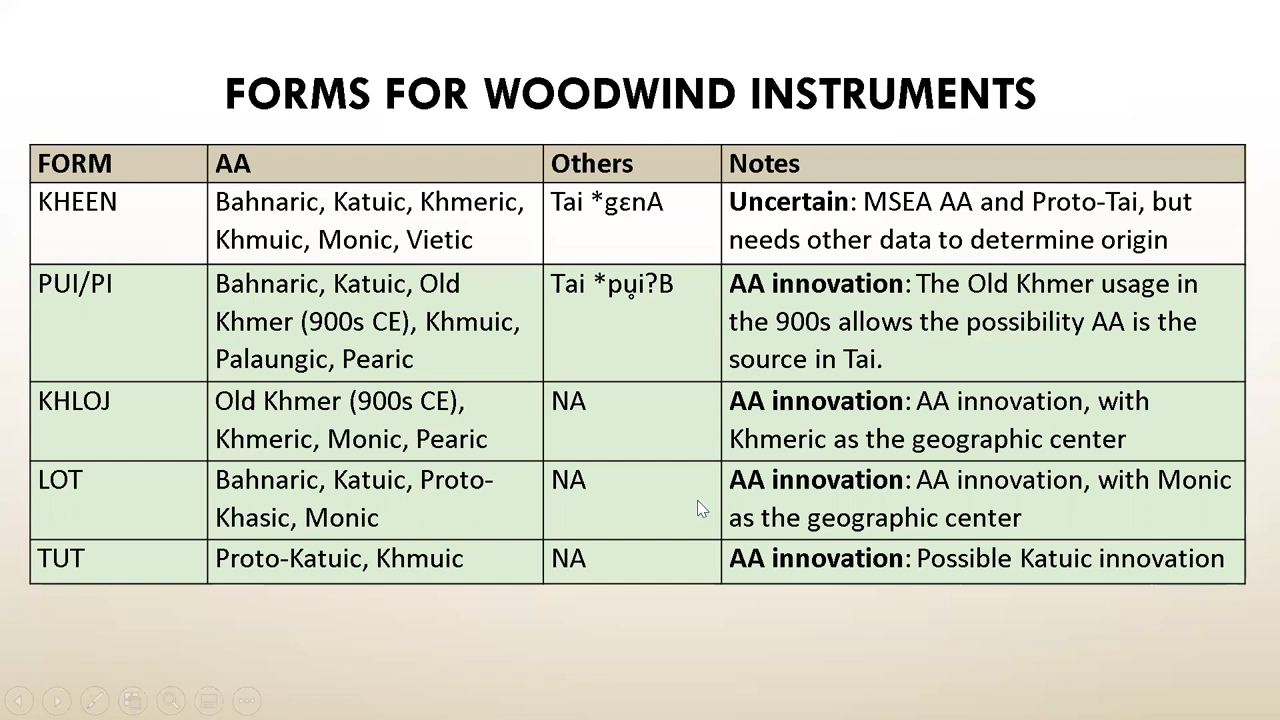 FORMS FOR WOODWIND INSTRUMENTS
FORM AA Others Notes
KHEEN
Bahnaric, Katuic, Khmeric,
Khmuic, Monic, Vietic
Tai *gɛnA
Uncertain: MSEA AA and Proto-Tai, but
needs other data to determine origin
PUI/PI
Bahnaric, Katuic, Old
Khmer (900s CE), Khmuic,
Palaungic, Pearic
Tai *pu̥i?B
AA innovation: The Old Khmer usage in
the 900s allows the possibility AA is the
source in Tai.
KHLOJ
Old Khmer (900s CE),
Khmeric, Monic, Pearic
NA
AA innovation: AA innovation, with
Khmeric as the geographic center
LOT
Bahnaric, Katuic, Proto-
Khasic, Monic
NA
AA innovation: AA innovation, with Monic
as the geographic center
TUT
Proto-Katuic, Khmuic
NA
AA innovation: Possible Katuic innovation